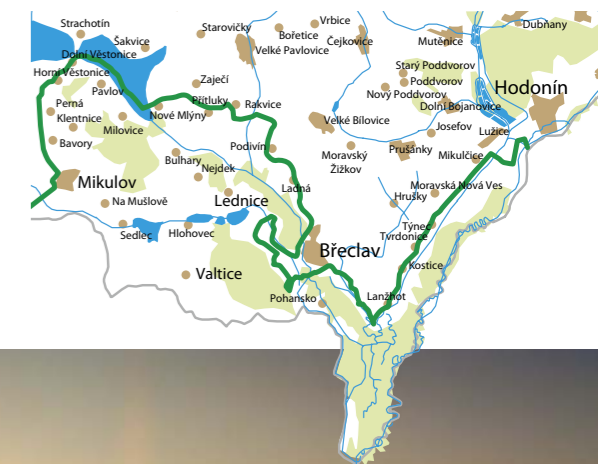 Strachotín
Starovičky
Vrbice
Bořetice
Dubňany
Šakvice
Velké Pavlovice
Čejkovice
Mutěnice
Dolní Věstonice
Horní Věstonice
Starý Poddvorov
Zaječí
Poddvorov
Pavlov
Nový Poddvorov
Hodonín
Perná
Přítluky
Rakvice
Dolní Bojanovice
Klentnice
Nové Mlýny
Velké Bílovice
Josefov
Lužice
Milovice
Bavory
Podivín
Prušánky
Bulhary
Moravský
Žižkov
Mikulčice
Nejdek
Mikulov
Ladná
Moravská Nová Ves
Na Mušlově
Lednice
Hrušky
Sedlec
Hlohovec
Týnec
Tvrdonice
Břeclav
Valtice
Kostice
Pohansko
Lanžhot